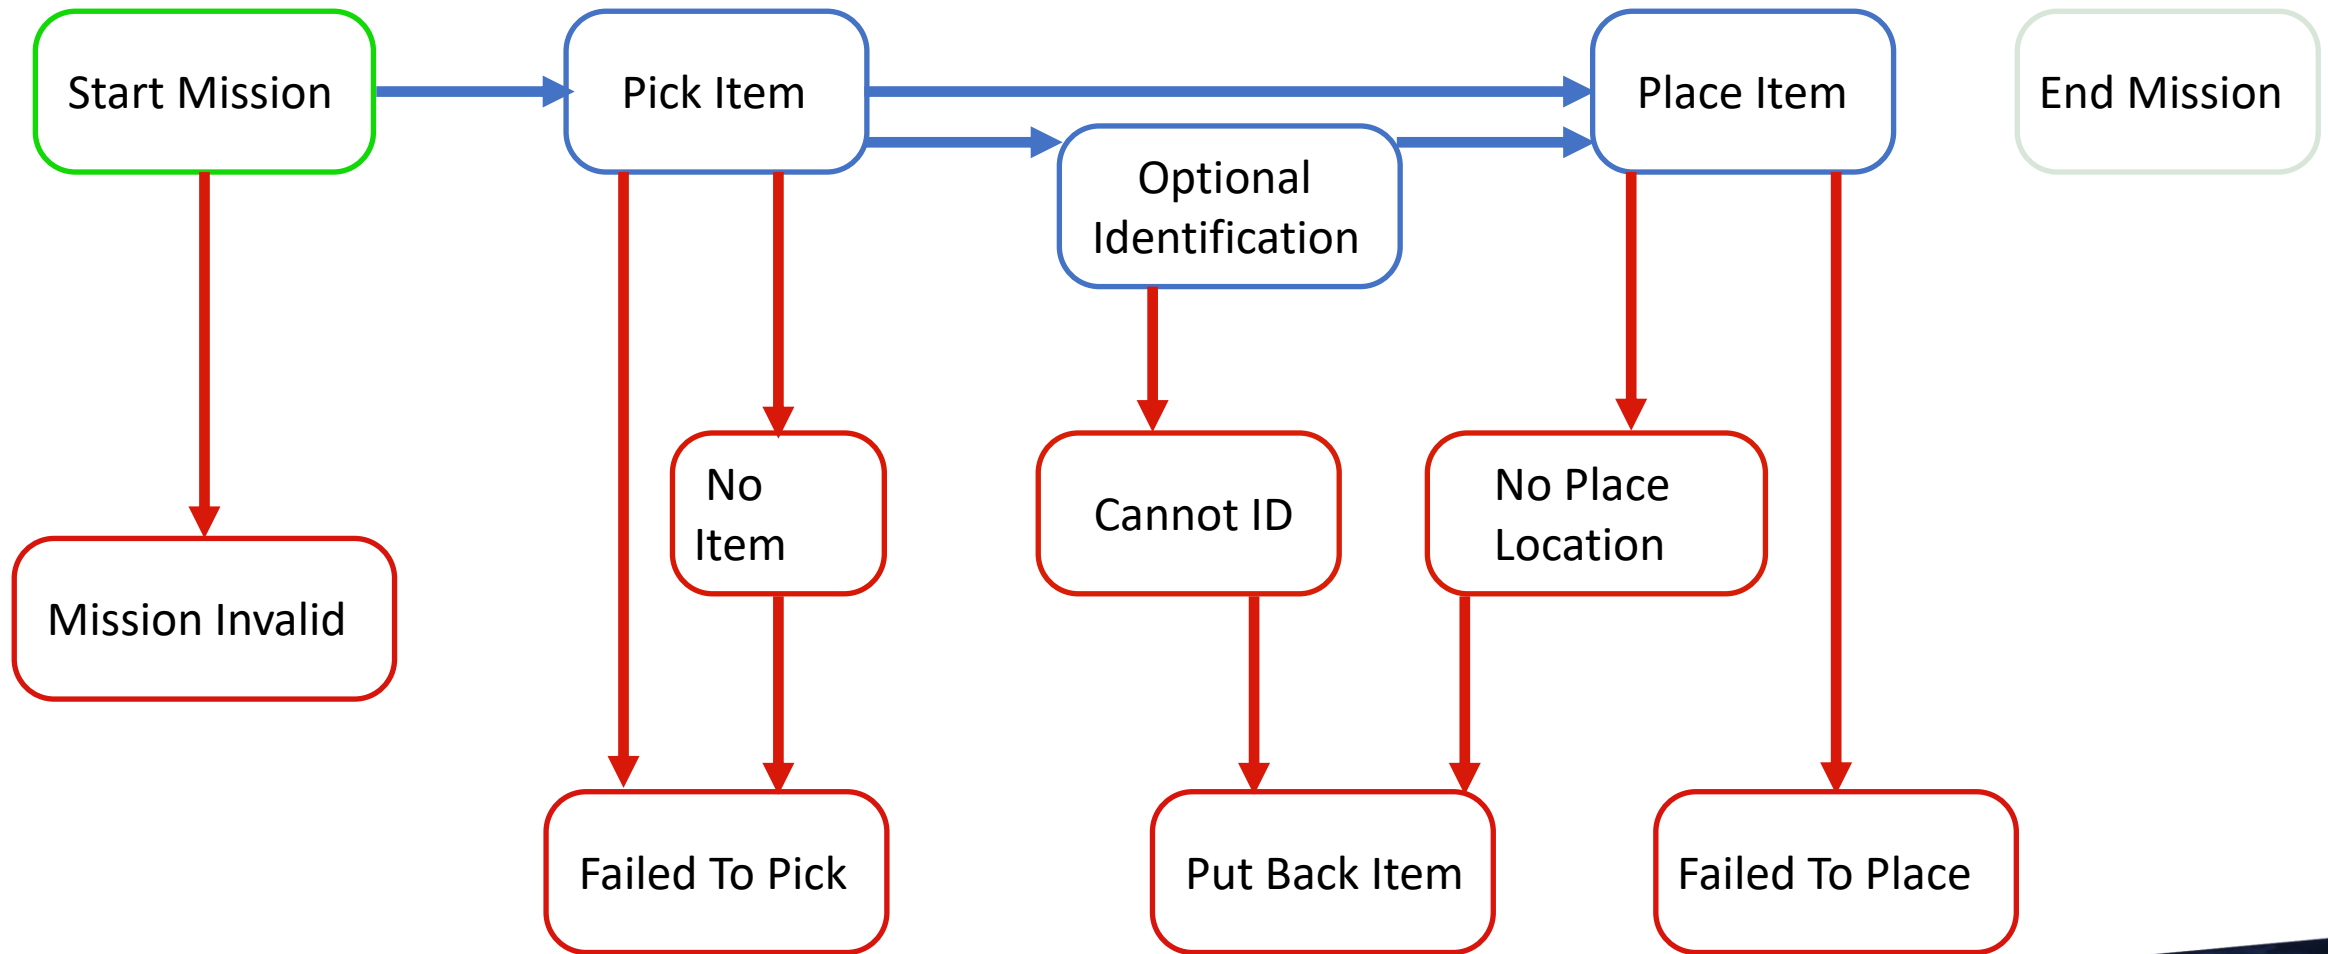 Start Mission
Pick Item
Place Item
End Mission
Optional
Identification
No
Item
Cannot ID
No Place
Location
Mission Invalid
Failed To Pick
Put Back Item
Failed To Place